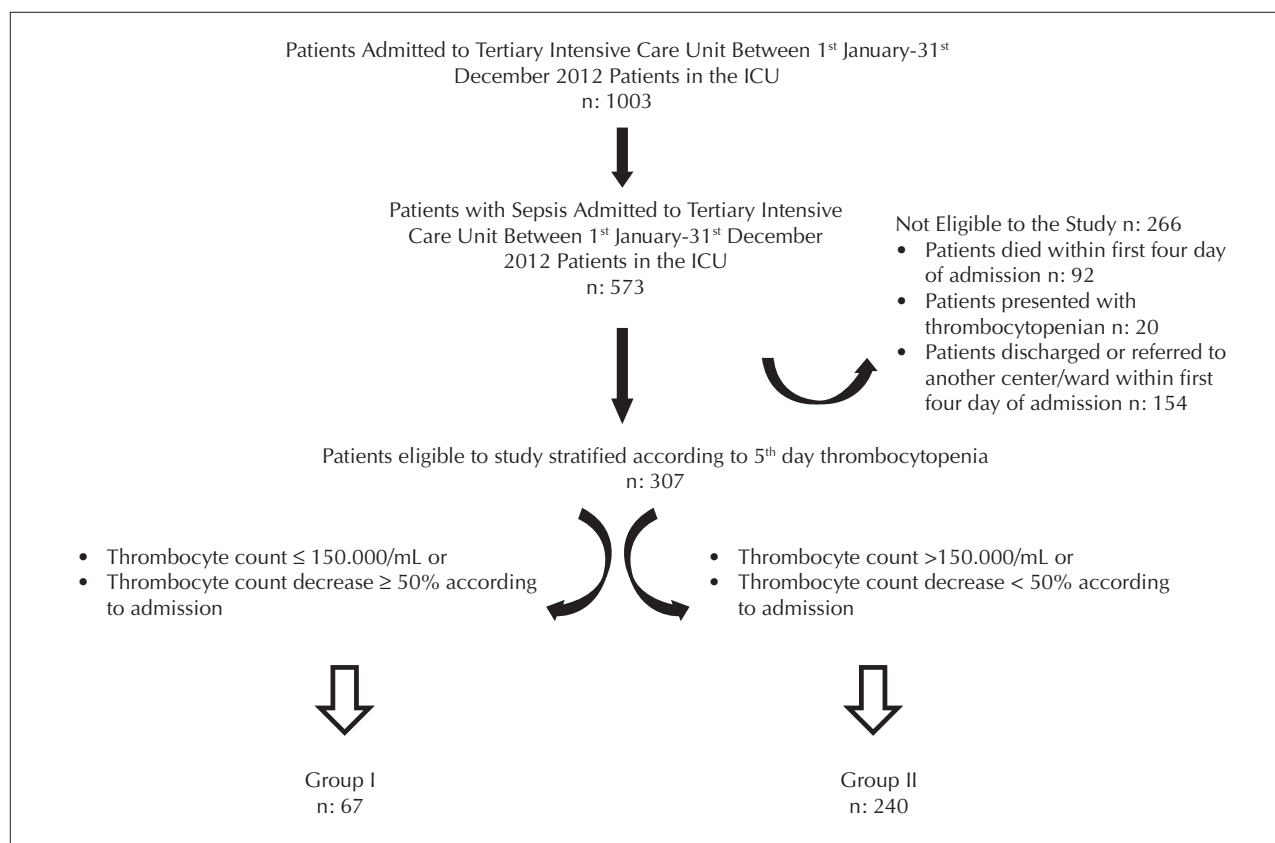 Patients Admitted to Tertiary Intensive Care Unit Between 1st January-31st
December 2012 Patients in the ICU
n: 1003
Patients with Sepsis Admitted to Tertiary Intensive
Care Unit Between 1st January-31st December
2012 Patients in the ICU
n: 573
Not Eligible to the Study n: 266
• Patients died within first four day
of admission n: 92
• Patients presented with
thrombocytopenian n: 20
• Patients discharged or referred to
another center/ward within first
four day of admission n: 154
Patients eligible to study stratified according to 5th day thrombocytopenia
n: 307
• Thrombocyte count ≤ 150.000/mL or
• Thrombocyte count decrease ≥ 50% according
to admission
• Thrombocyte count >150.000/mL or
• Thrombocyte count decrease < 50% according
to admission
Group I
n: 67
Group II
n: 240